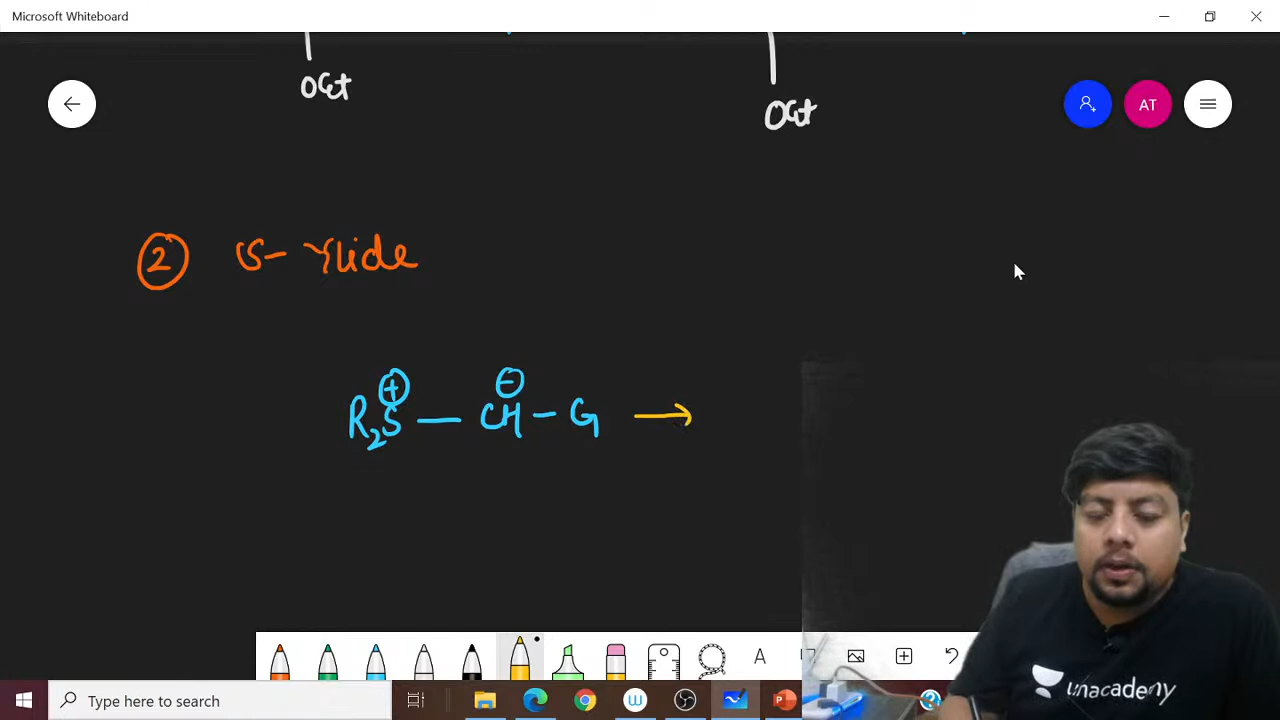 Microsoft Whiteboard
OEt
OEt
AT
② S-Ylide
R₂S⊕ — CH⊖ - G →
A
Type here to search
unacademy